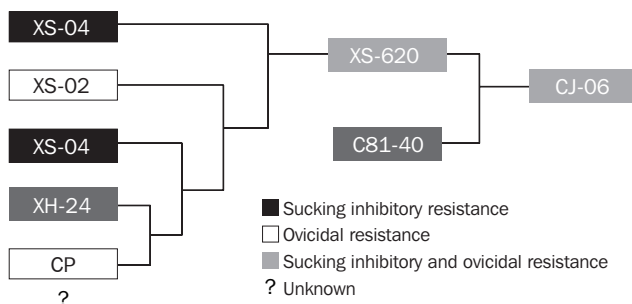 XS-04
XS-02
XS-04
XH-24
CP
?
XS-620
C81-40
CJ-06
Sucking inhibitory resistance
Ovicidal resistance
Sucking inhibitory and ovicidal resistance
? Unknown